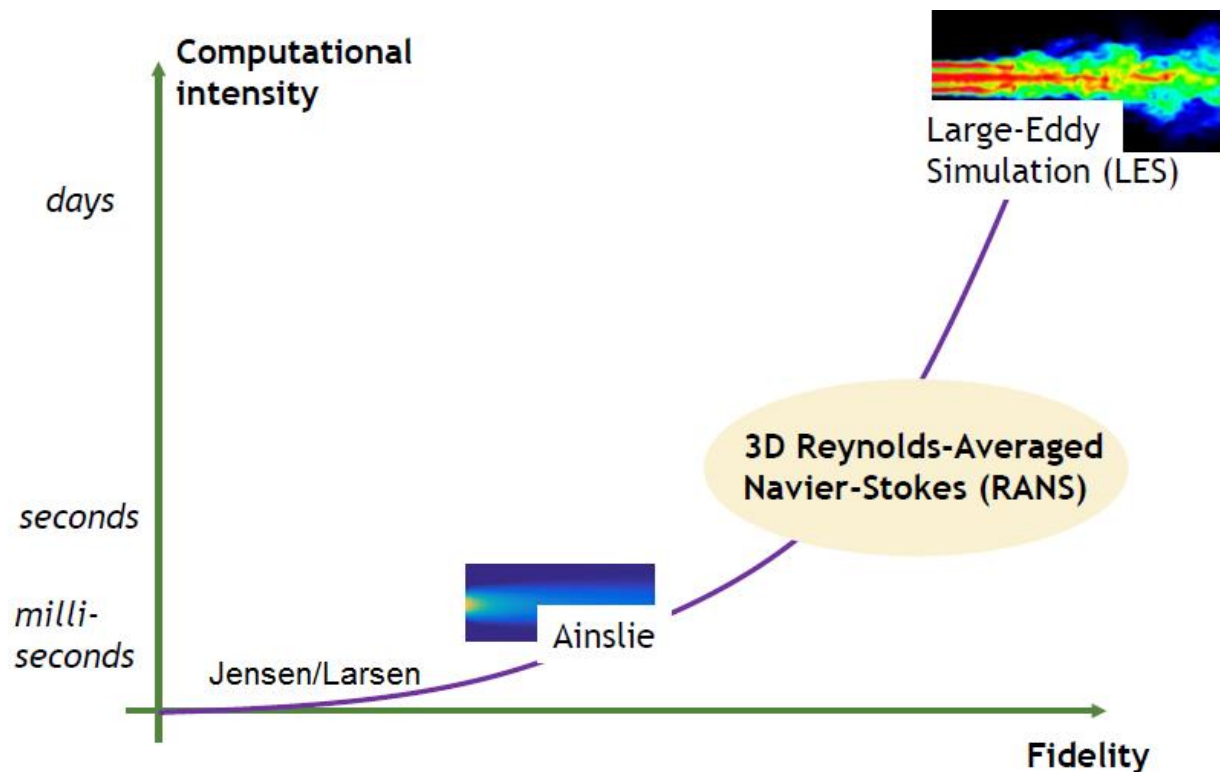 Computational
intensity
Large-Eddy
Simulation (LES)
days
3D Reynolds-Averaged
Navier-Stokes (RANS)
seconds
milli-
seconds
Ainslie
Jensen/Larsen
Fidelity